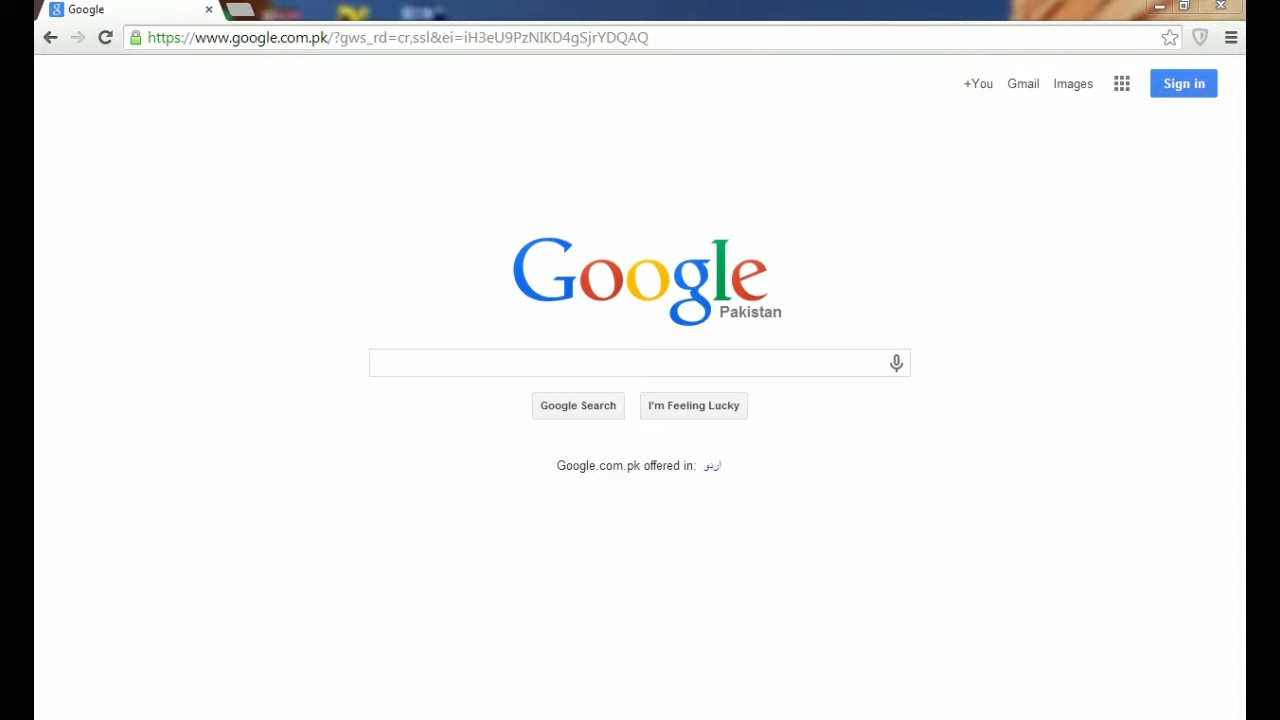 Google
https://www.google.com.pk/?gws_rd=cr,ssl&ei=iH3eU9PzNIKD4gSjrYDQAQ
+You Gmail Images Sign in
Google
Pakistan
Google Search I'm Feeling Lucky
Google.com.pk offered in: اردو